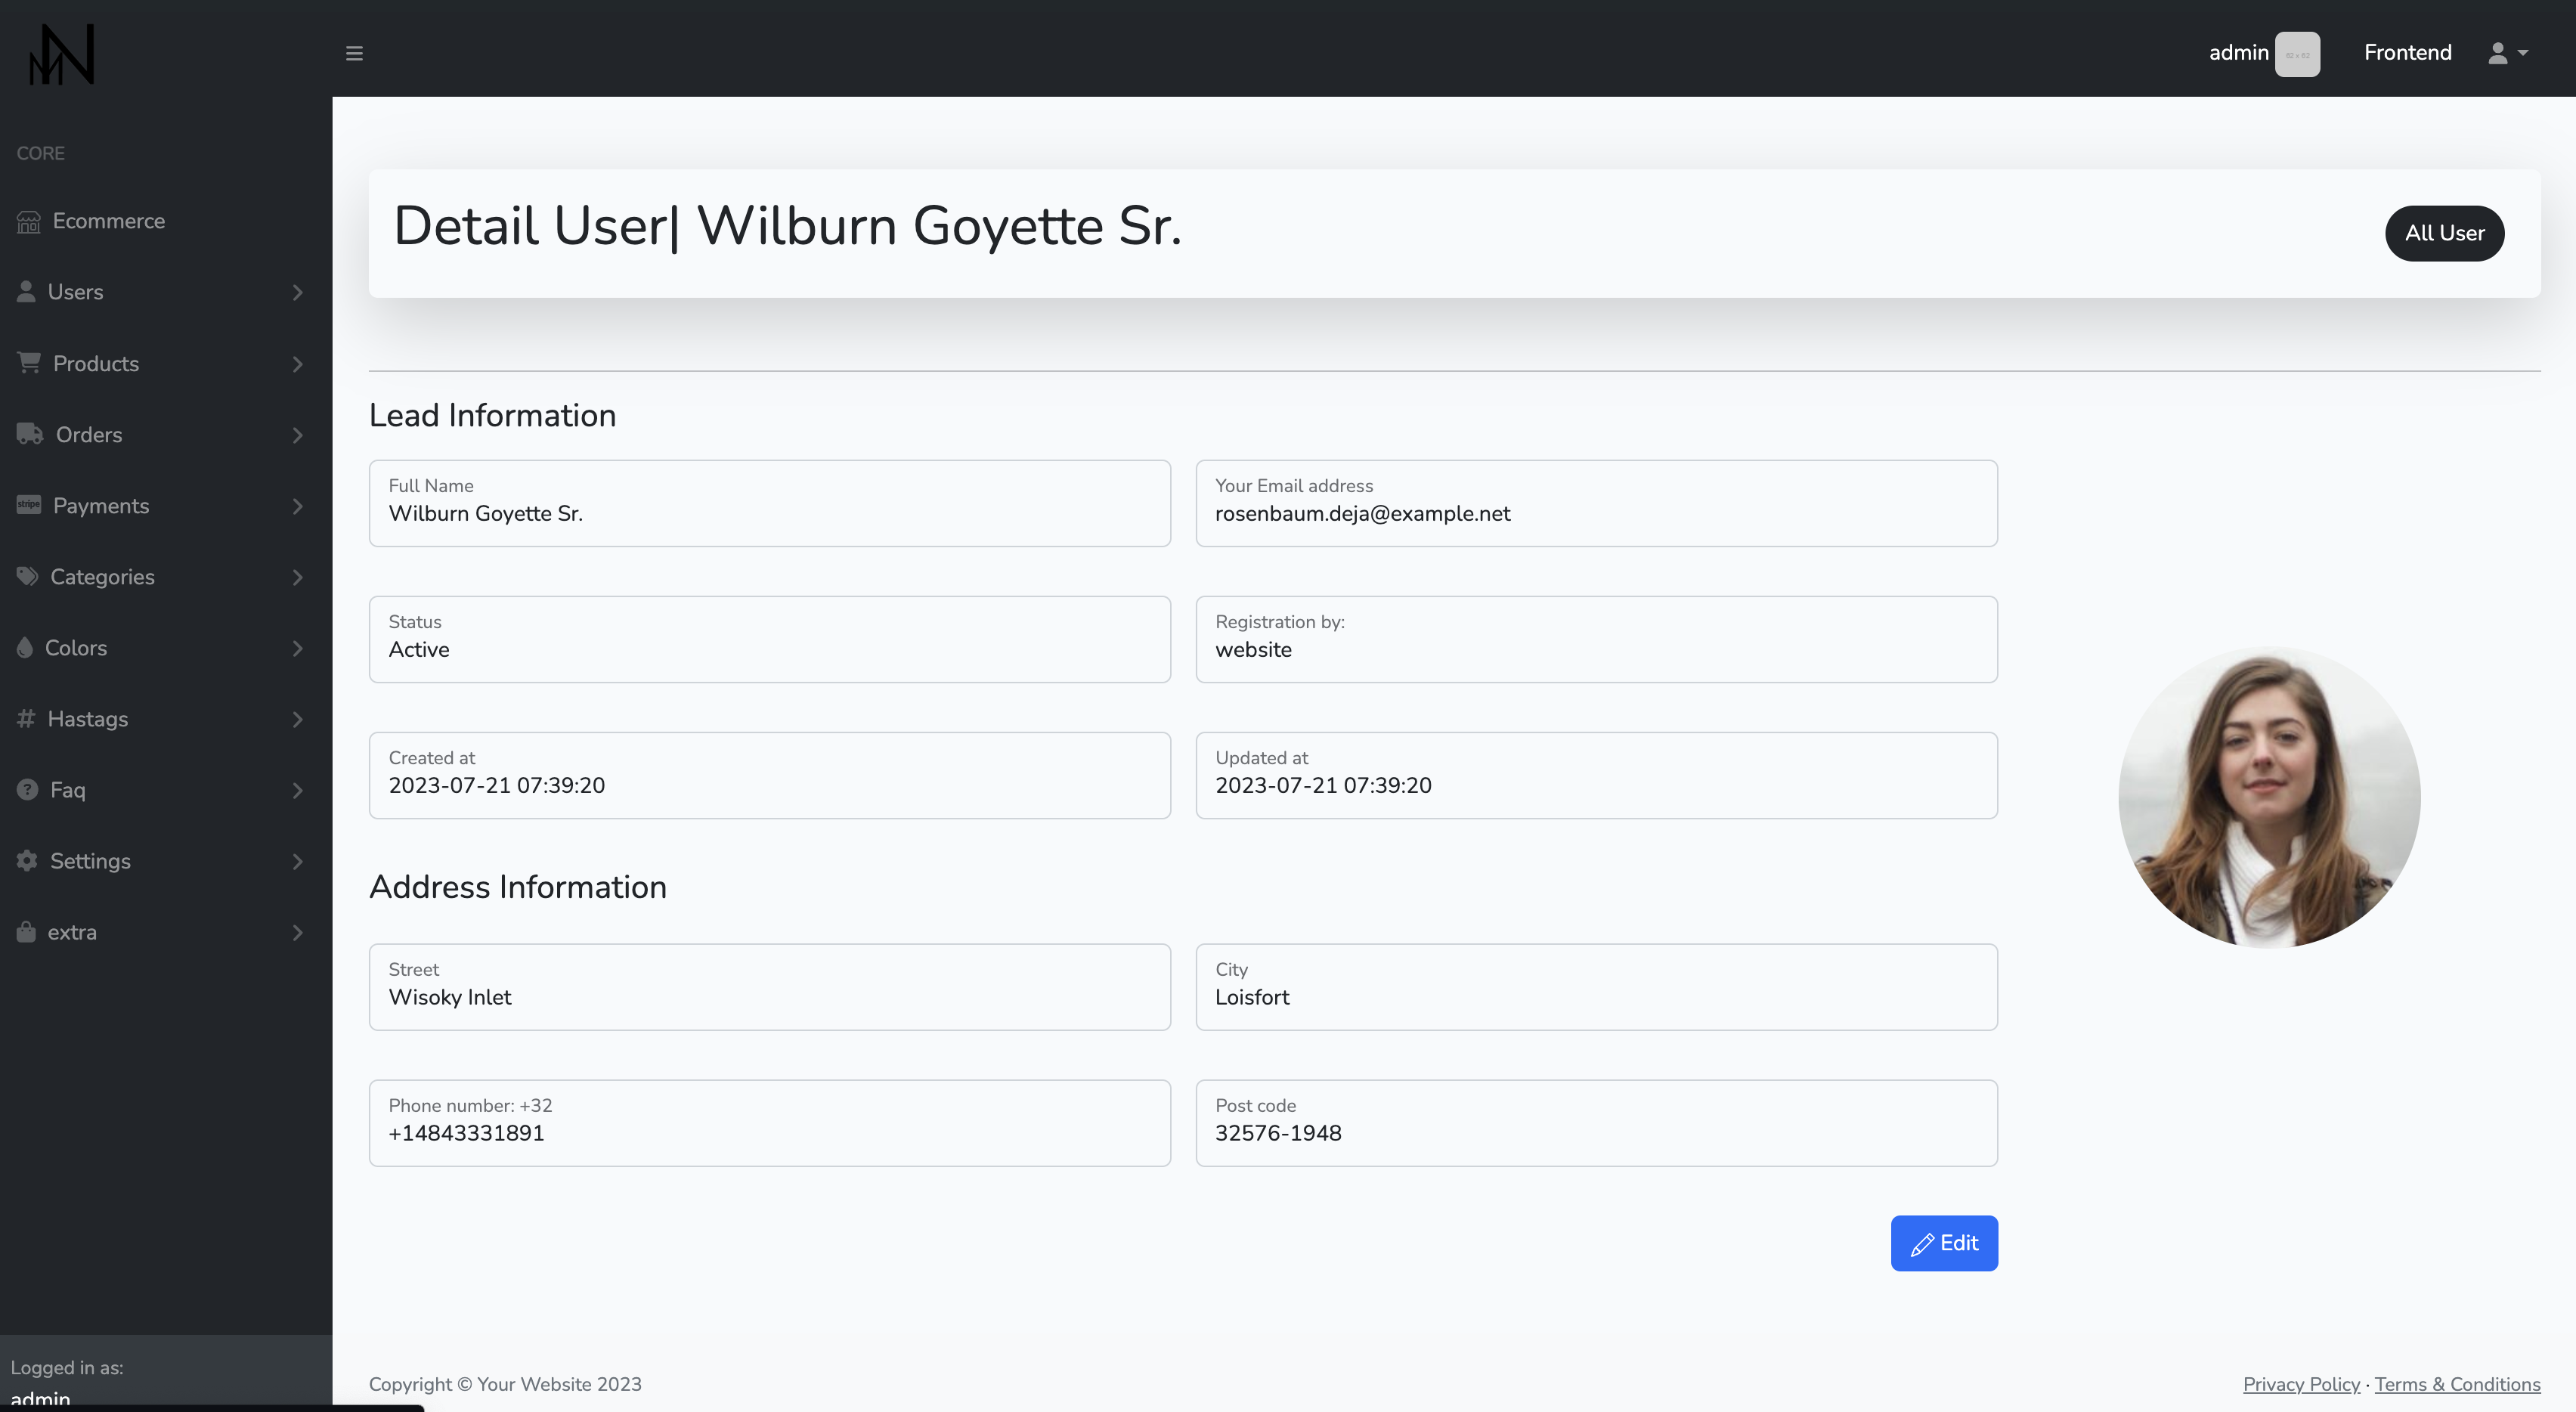 admin
62 x 62
Frontend
CORE
Ecommerce
Users
Products
Orders
stripe
Payments
Categories
Colors
# Hastags
? Faq
Settings
extra
Logged in as:
admin
Detail User| Wilburn Goyette Sr.
All User
Lead Information
Full Name
Wilburn Goyette Sr.
Your Email address
rosenbaum.deja@example.net
Status
Active
Registration by:
website
Created at
2023-07-21 07:39:20
Updated at
2023-07-21 07:39:20
Address Information
Street
Wisoky Inlet
City
Loisfort
Phone number: +32
+14843331891
Post code
32576-1948
Edit
Copyright © Your Website 2023
Privacy Policy · Terms & Conditions